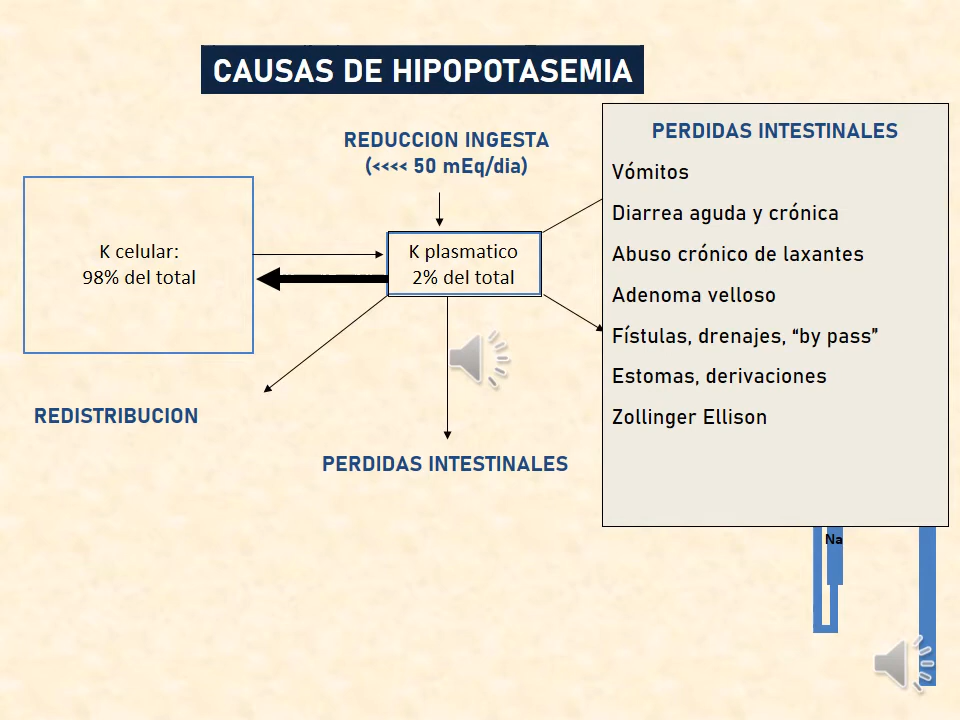 CAUSAS DE HIPOPOTASEMIA
REDUCCION INGESTA
(<<<< 50 mEq/dia)
K celular:
98% del total
K plasmatico
2% del total
REDISTRIBUCION
PERDIDAS INTESTINALES
PERDIDAS INTESTINALES
Vómitos
Diarrea aguda y crónica
Abuso crónico de laxantes
Adenoma velloso
Fístulas, drenajes, “by pass”
Estomas, derivaciones
Zollinger Ellison
Na